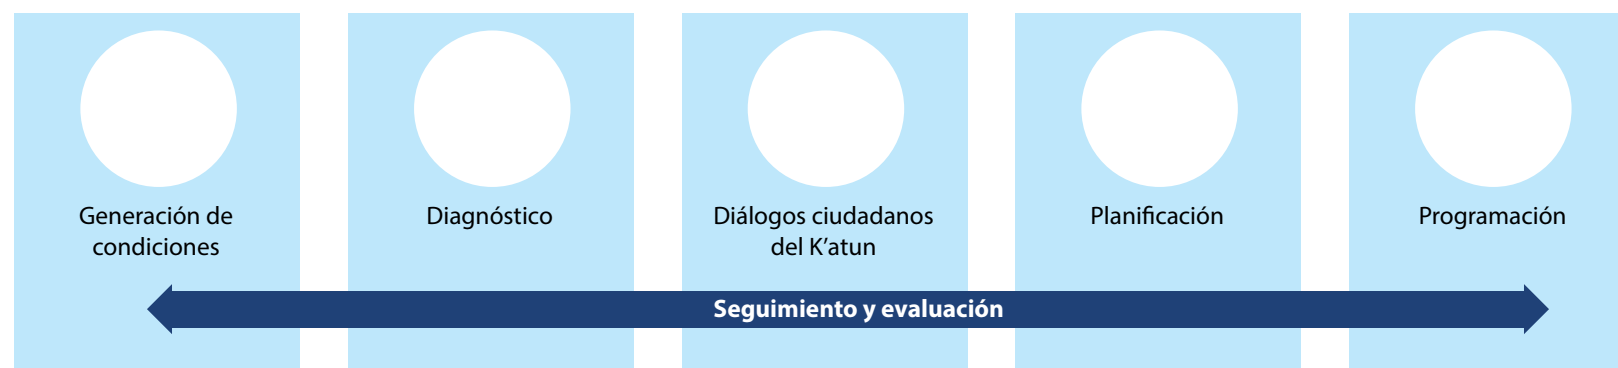 Generación de
condiciones
Diagnóstico
Diálogos ciudadanos
del K’atun
Planificación
Programación
Seguimiento y evaluación